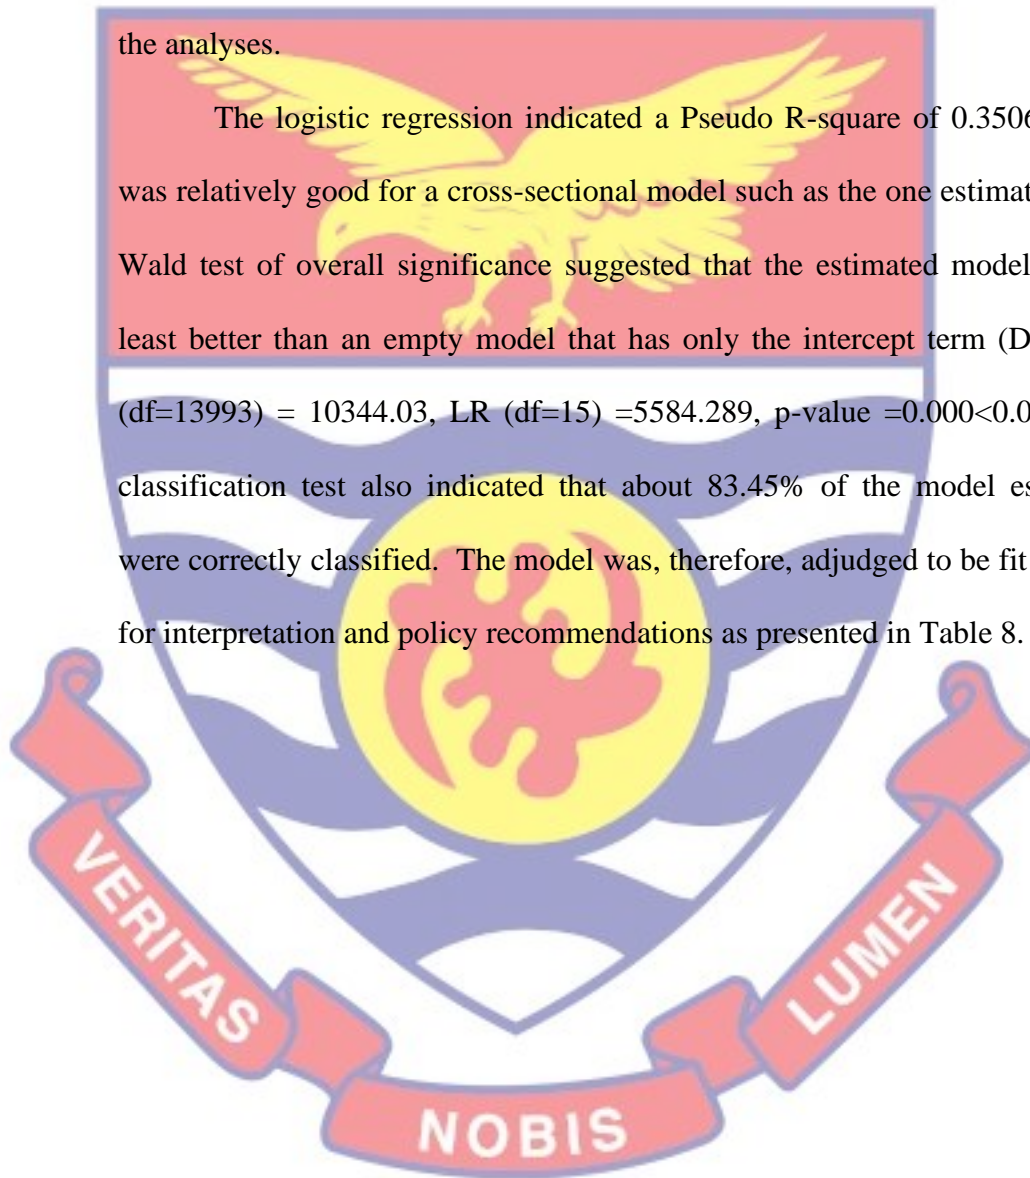 the analyses.
The logistic regression indicated a Pseudo R-square of 0.3506
was relatively good for a cross-sectional model such as the one estimat
Wald test of overall significance suggested that the estimated model
least better than an empty model that has only the intercept term (D
(df=13993) = 10344.03, LR (df=15) =5584.289, p-value =0.000<0.0
classification test also indicated that about 83.45% of the model es
were correctly classified. The model was, therefore, adjudged to be fit
for interpretation and policy recommendations as presented in Table 8.
VERITAS
NOBIS
LUMEN